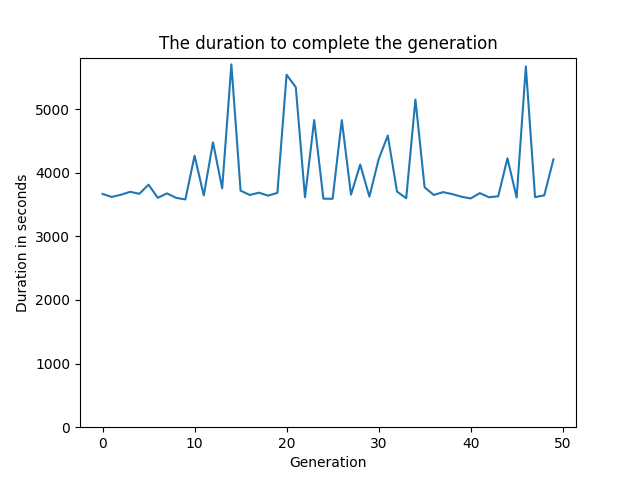 The duration to complete the generation
Duration in seconds
5000
4000
3000
2000
1000
0
0 10 20 30 40 50
Generation